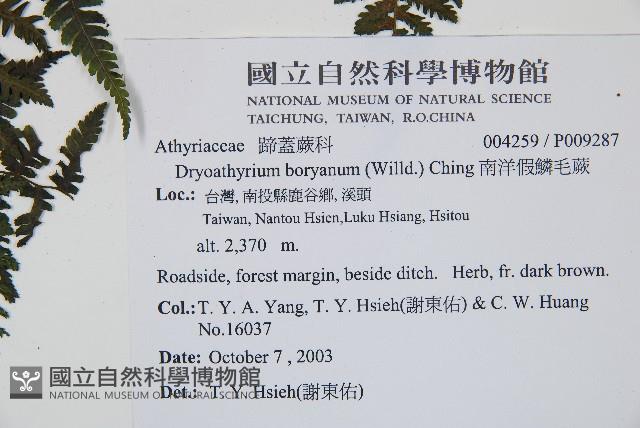 國立自然科學博物館
NATIONAL MUSEUM OF NATURAL SCIENCE
TAICHUNG, TAIWAN, R.O.CHINA
Athyriaceae 蹄蓋蕨科 004259 / P009287
Dryoathyrium boryanum (Willd.) Ching 南洋假鱗毛蕨
Loc.: 台灣, 南投縣鹿谷鄉, 溪頭
Taiwan, Nantou Hsien,Luku Hsiang, Hsitou
alt. 2,370 m.
Roadside, forest margin, beside ditch. Herb, fr. dark brown.
Col.: T. Y. A. Yang, T. Y. Hsieh(謝東佑) & C. W. Huang
No.16037
Date: October 7 , 2003
Det.: T. Y. Hsieh(謝東佑)
國立自然科學博物館
NATIONAL MUSEUM OF NATURAL SCIENCE